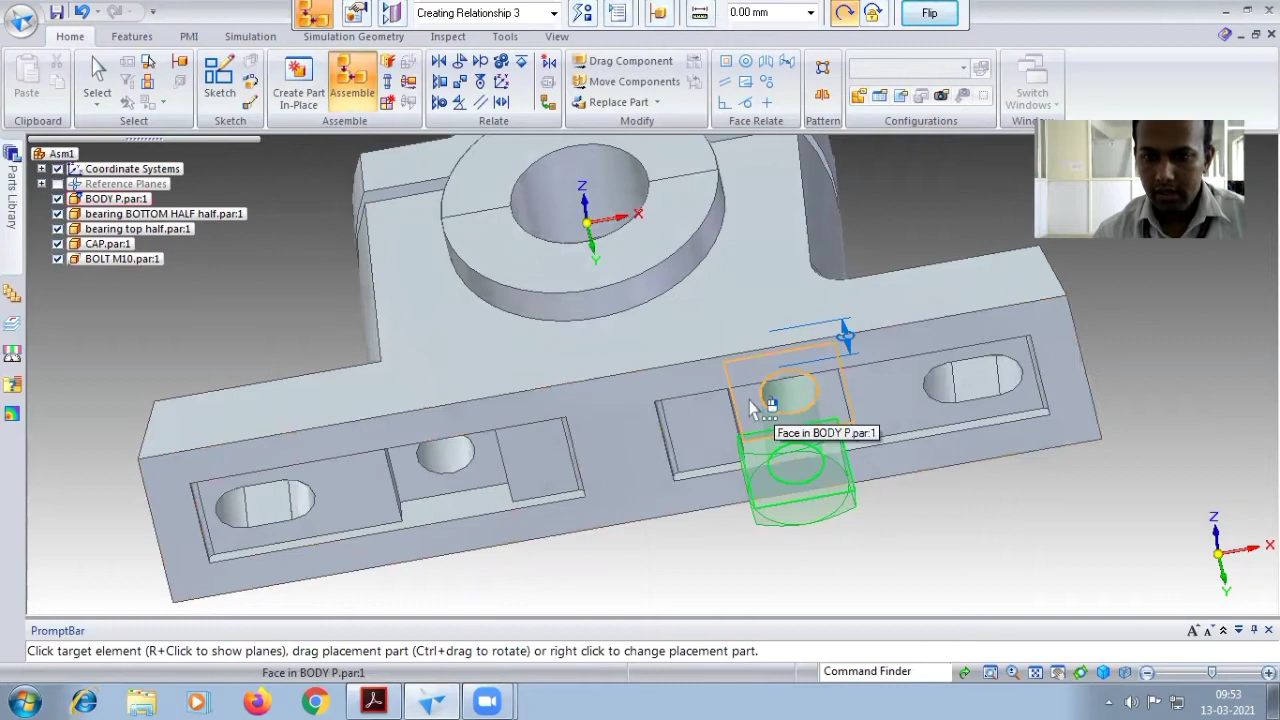 Creating Relationship 3
0.00 mm
Flip
Home
Features
PMI
Simulation
Simulation Geometry
Inspect
Tools
View
Paste
Clipboard
Select
Select
Sketch
Sketch
Create Part
In-Place
Assemble
Assemble
Relate
Drag Component
Move Components
Replace Part
Modify
Face Relate
Pattern
Configurations
Switch
Windows
Asm1
Coordinate Systems
Reference Planes
BODY P.par:1
bearing BOTTOM HALF half.par:1
bearing top half.par:1
CAP.par:1
BOLT M10.par:1
Parts Library
Z
X
Y
Face in BODY P.par:1
Z
X
Y
PromptBar
Click target element (R+Click to show planes), drag placement part (Ctrl+drag to rotate) or right click to change placement part.
Face in BODY P.par:1
Command Finder
09:53
13-03-2021